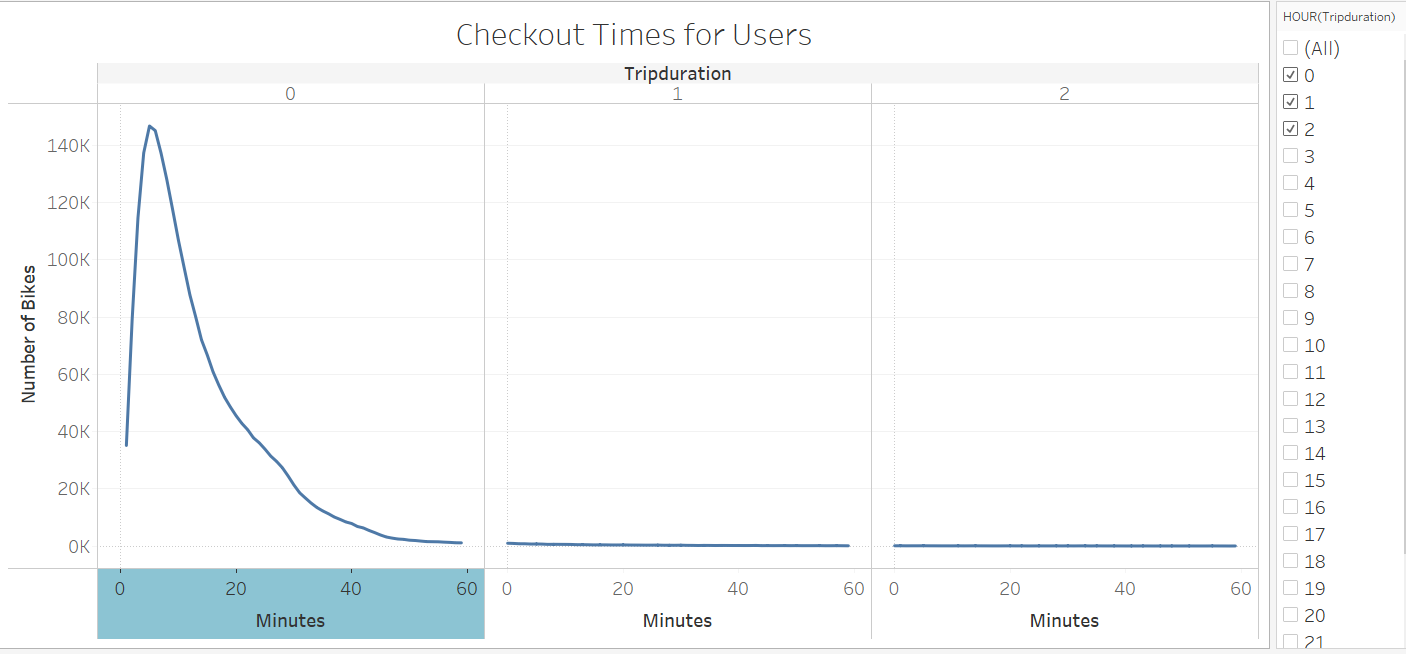 Checkout Times for Users
Tripduration
0 1 2
140K
120K
100K
80K
60K
40K
20K
0K
Number of Bikes
0 20 40 60 0 20 40 60 0 20 40 60
Minutes Minutes Minutes
HOUR(Tripduration)
(All)
0
1
2
3
4
5
6
7
8
9
10
11
12
13
14
15
16
17
18
19
20
21